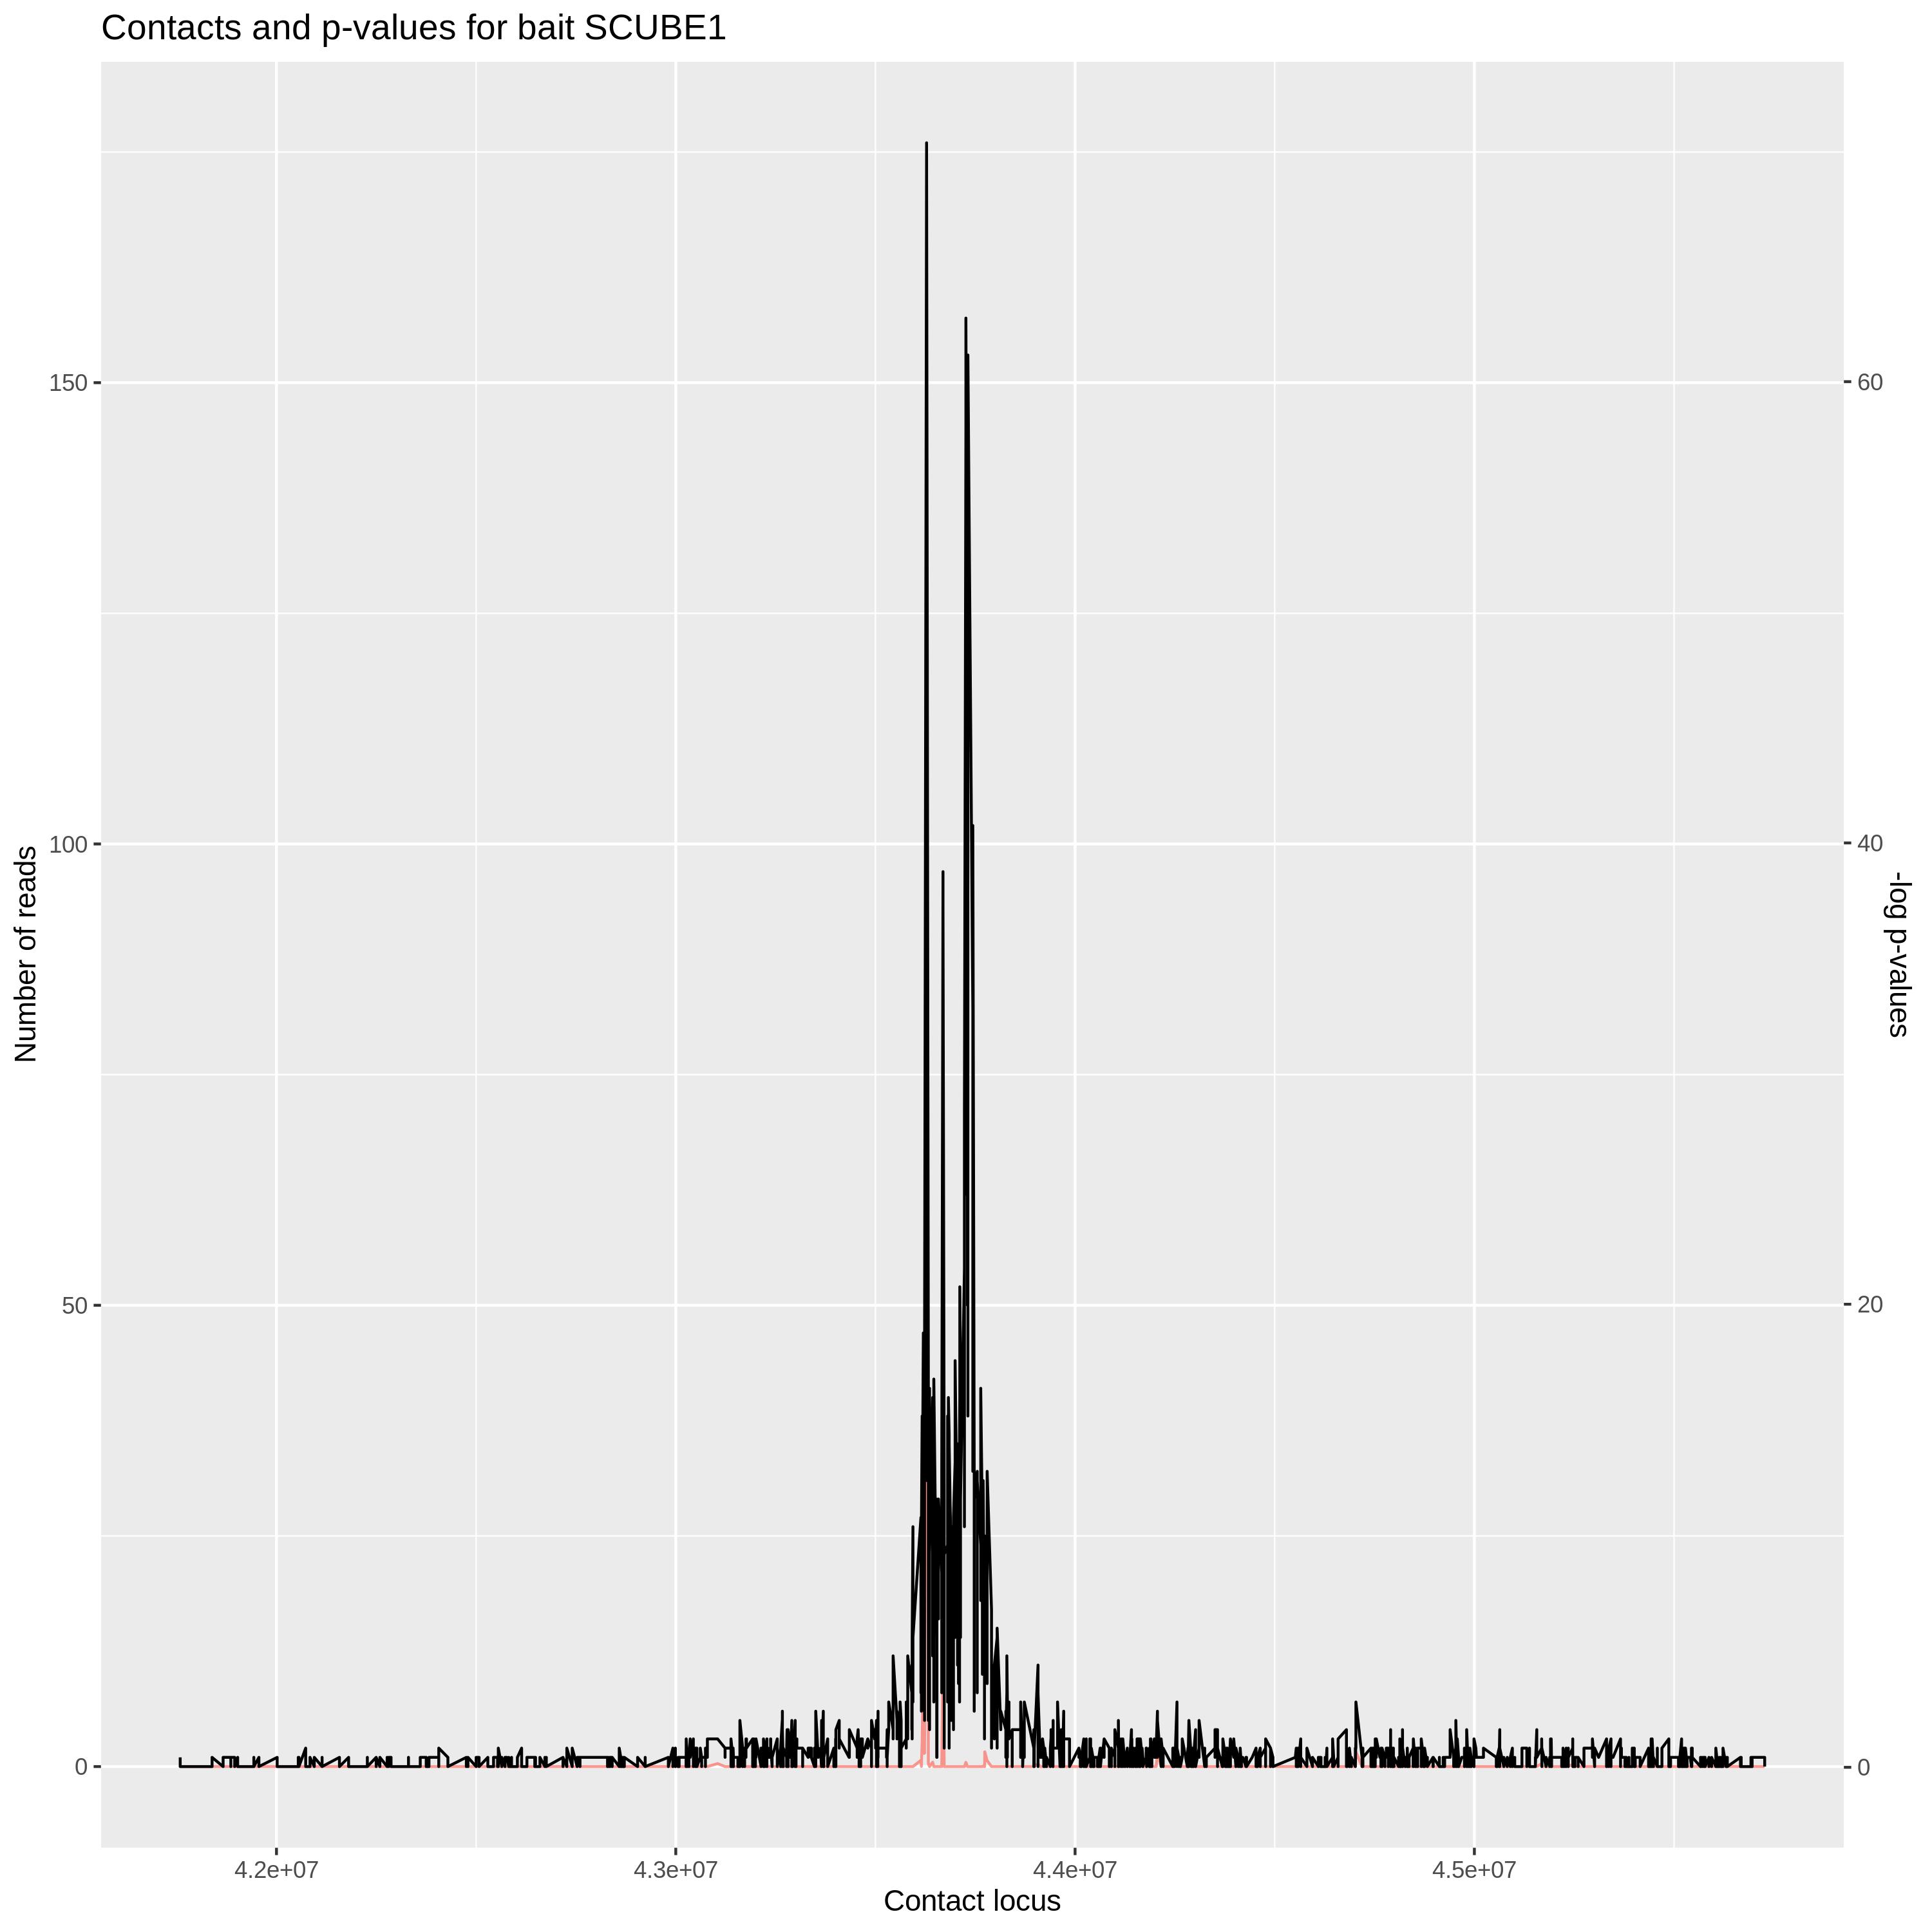 Contacts and p-values for bait SCUBE1
150
100
50
0
60
40
20
0
Number of reads
-log p-values
4.2e+07
4.3e+07
4.4e+07
4.5e+07
Contact locus